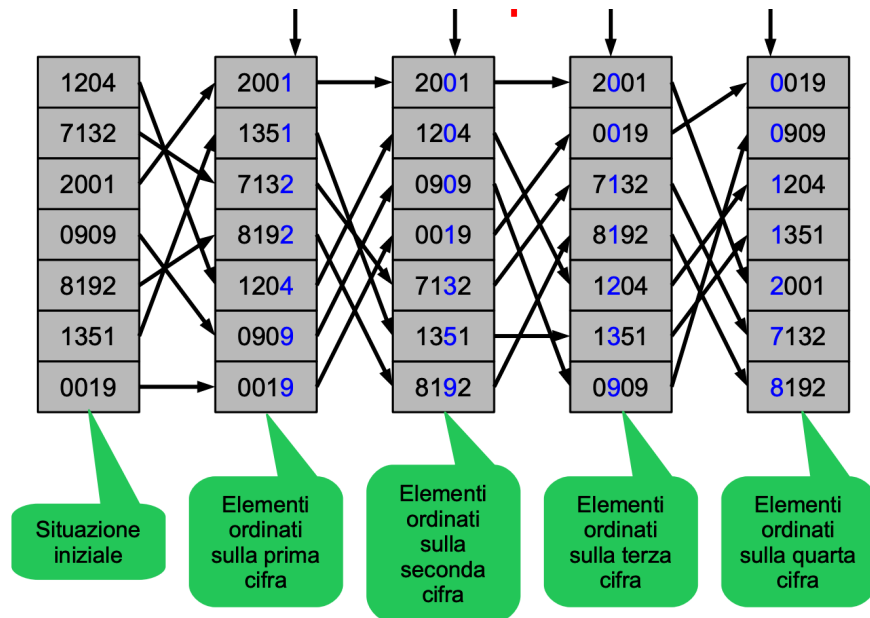 1204 2001 2001 2001 0019
7132 1351 1204 0019 0909
2001 7132 0909 7132 1204
0909 8192 0019 8192 1351
8192 1204 7132 1204 2001
1351 0909 1351 1351 7132
0019 0019 8192 0909 8192
Situazione
iniziale
Elementi
ordinati
sulla prima
cifra
Elementi
ordinati
sulla
seconda
cifra
Elementi
ordinati
sulla terza
cifra
Elementi
ordinati
sulla quarta
cifra